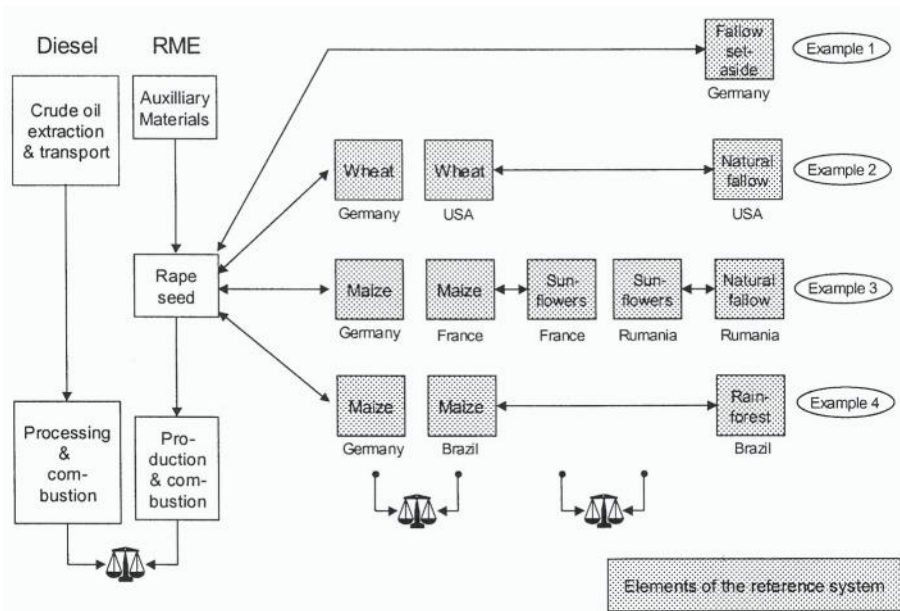 Diesel
RME
Fallow
set-
aside
Example 1
Germany
Crude oil
extraction
& transport
Auxilliary
Materials
Wheat
Wheat
Natural
fallow
Example 2
Germany
USA
USA
Rape
seed
Maize
Maize
Sun-
flowers
Sun-
flowers
Natural
fallow
Example 3
Germany
France
France
Rumania
Rumania
Maize
Maize
Rain-
forest
Example 4
Germany
Brazil
Brazil
Processing
&
com-
bustion
Pro-
duction
& com-
bustion
Elements of the reference system